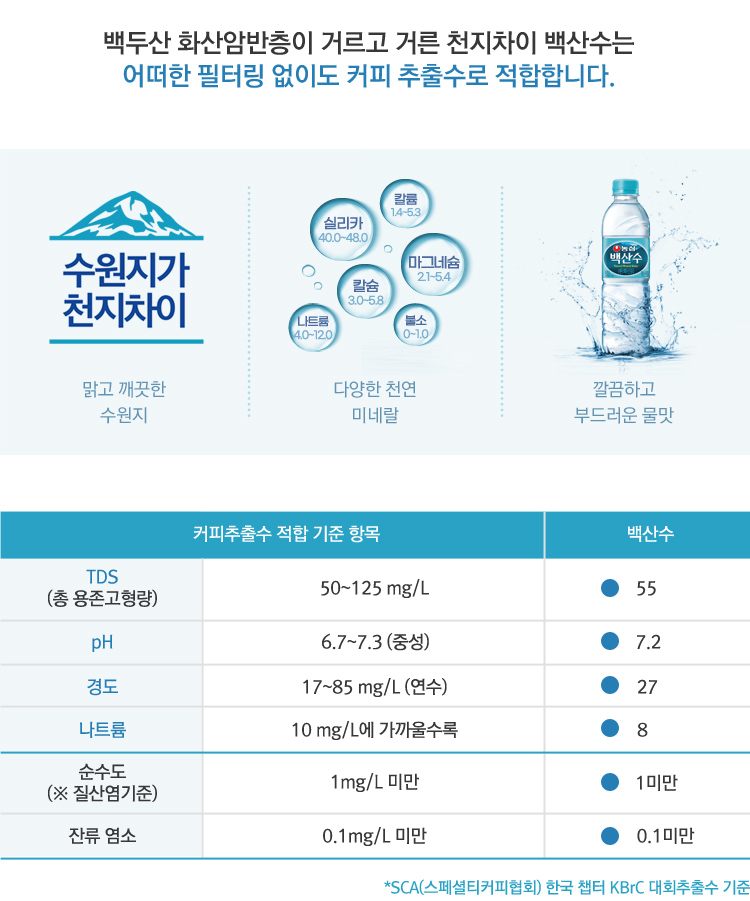 백두산 화산암반층이 거르고 거른 천지차이 백산수는
어떠한 필터링 없이도 커피 추출수로 적합합니다.
수원지가
천지차이
맑고 깨끗한
수원지
칼륨
1.4~5.3
실리카
40.0~48.0
마그네슘
2.1~5.4
칼슘
3.0~5.8
나트륨
4.0~12.0
불소
0~1.0
다양한 천연
미네랄
농심
백산수
깔끔하고
부드러운 물맛
커피추출수 적합 기준 항목 백산수
TDS
(총 용존고형량) 50~125 mg/L 55
pH 6.7~7.3 (중성) 7.2
경도 17~85 mg/L (연수) 27
나트륨 10 mg/L에 가까울수록 8
순수도
(※ 질산염기준) 1mg/L 미만 1미만
잔류 염소 0.1mg/L 미만 0.1미만
*SCA(스페셜티커피협회) 한국 챕터 KBrC 대회추출수 기준